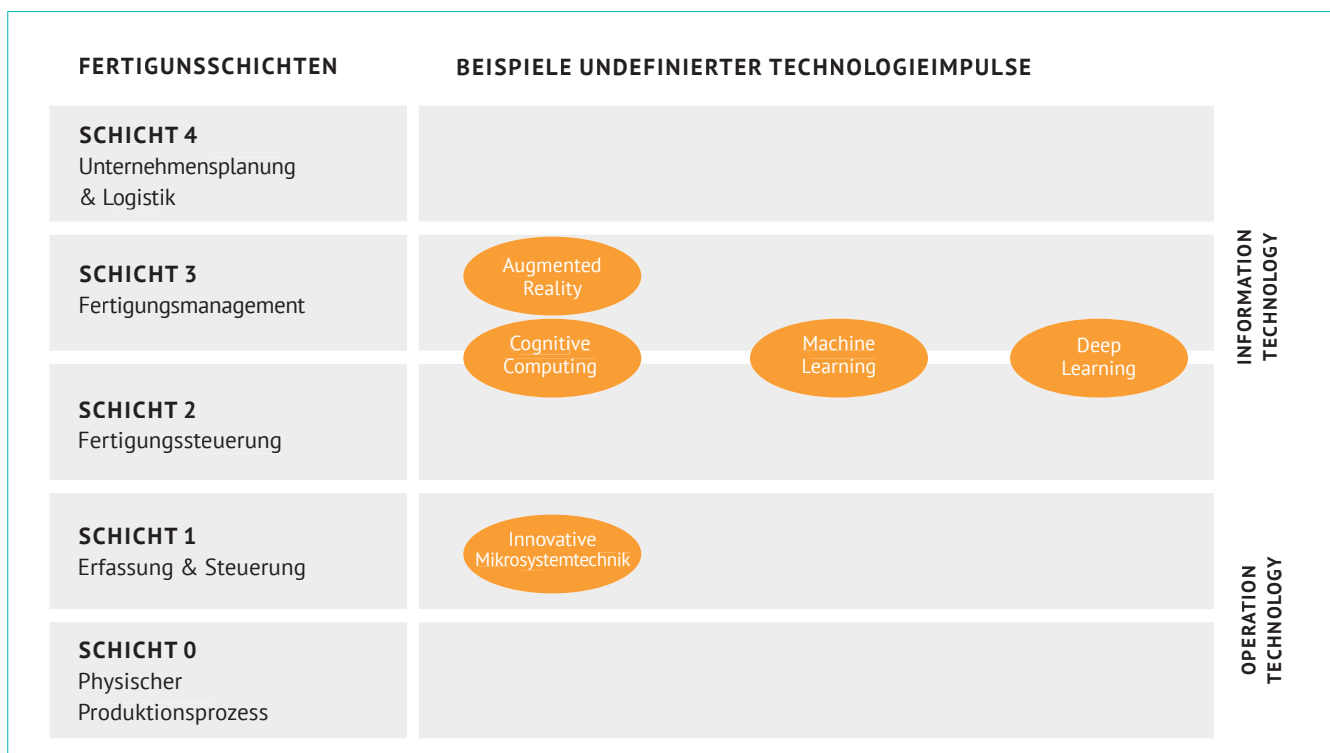 FERTIGUNSSCHICHTEN
BEISPIELE UNDEFINIERTER TECHNOLOGIEIMPULSE
SCHICHT 4
Unternehmensplanung
& Logistik
SCHICHT 3
Fertigungsmanagement
Augmented
Reality
Cognitive
Computing
Machine
Learning
Deep
Learning
SCHICHT 2
Fertigungssteuerung
SCHICHT 1
Erfassung & Steuerung
Innovative
Mikrosystemtechnik
SCHICHT 0
Physischer
Produktionsprozess
INFORMATION
TECHNOLOGY
OPERATION
TECHNOLOGY